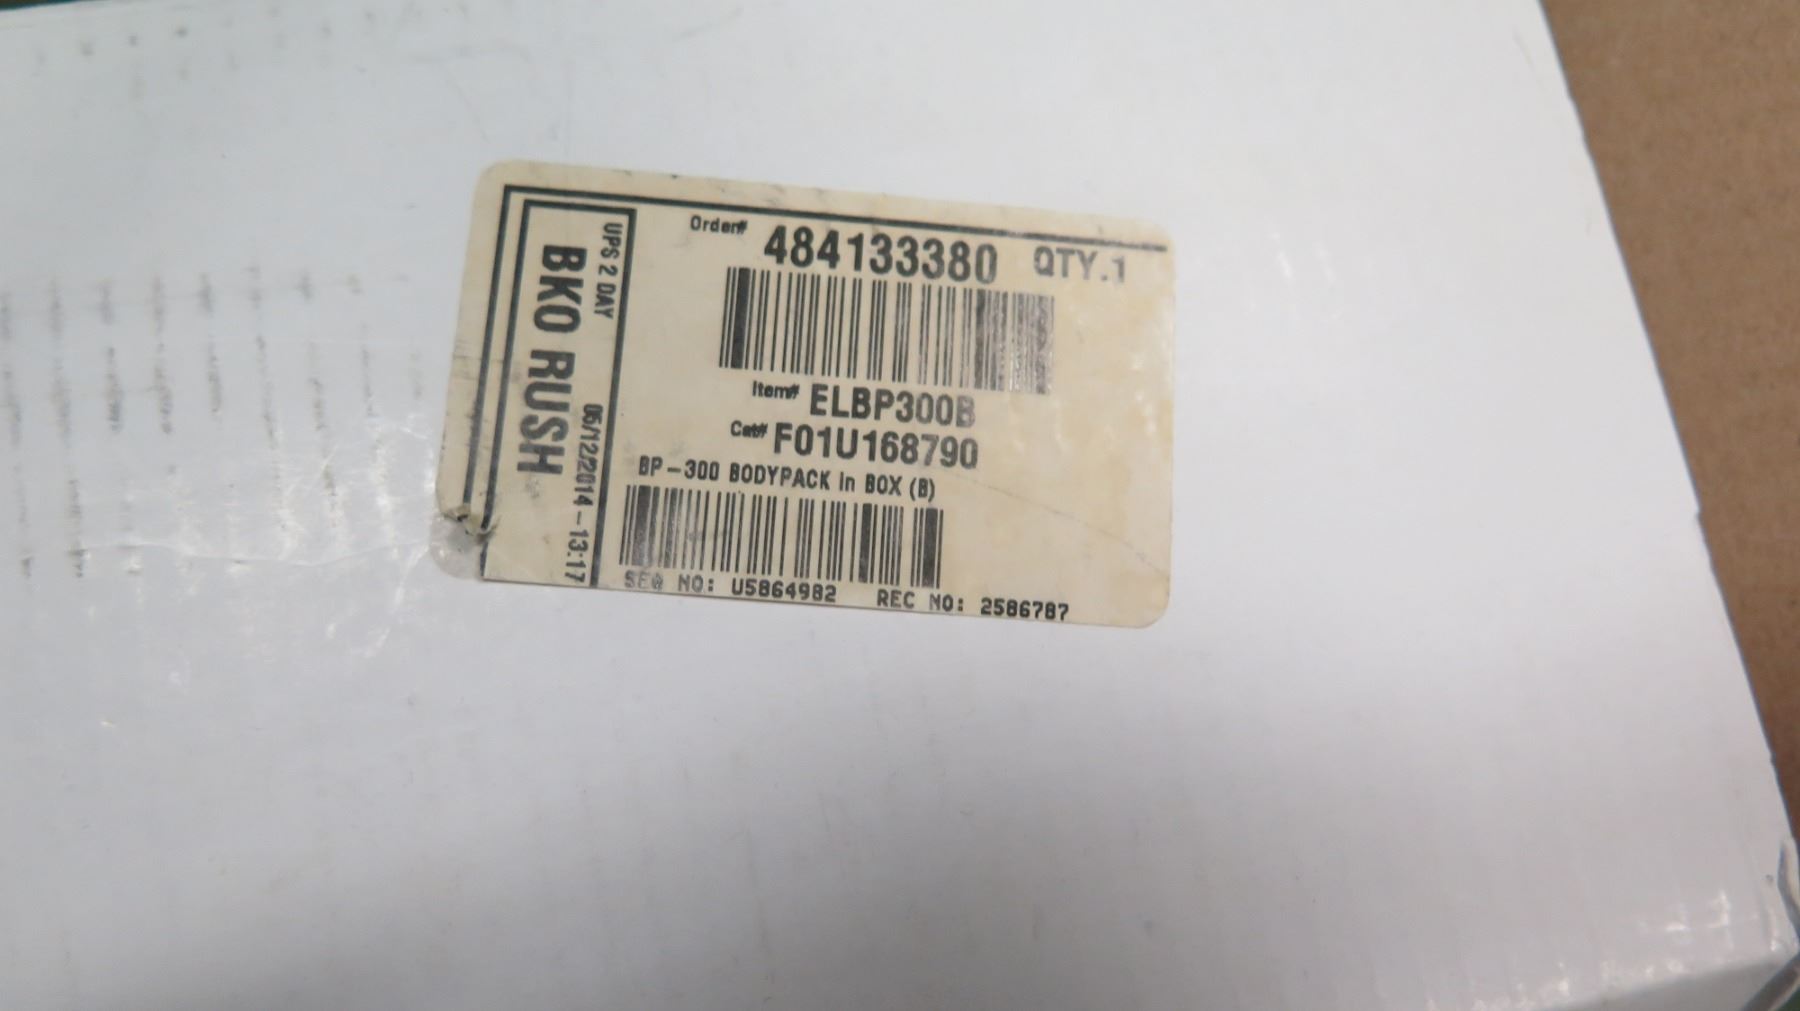 Order# 484133380 QTY.1
Item# ELBP300B
Cat# F01U168790
BP-300 BODYPACK in BOX (B)
SEQ NO: U5864982 REC NO: 2586787
UPS 2 DAY 06/12/2014-13:17
BKO RUSH